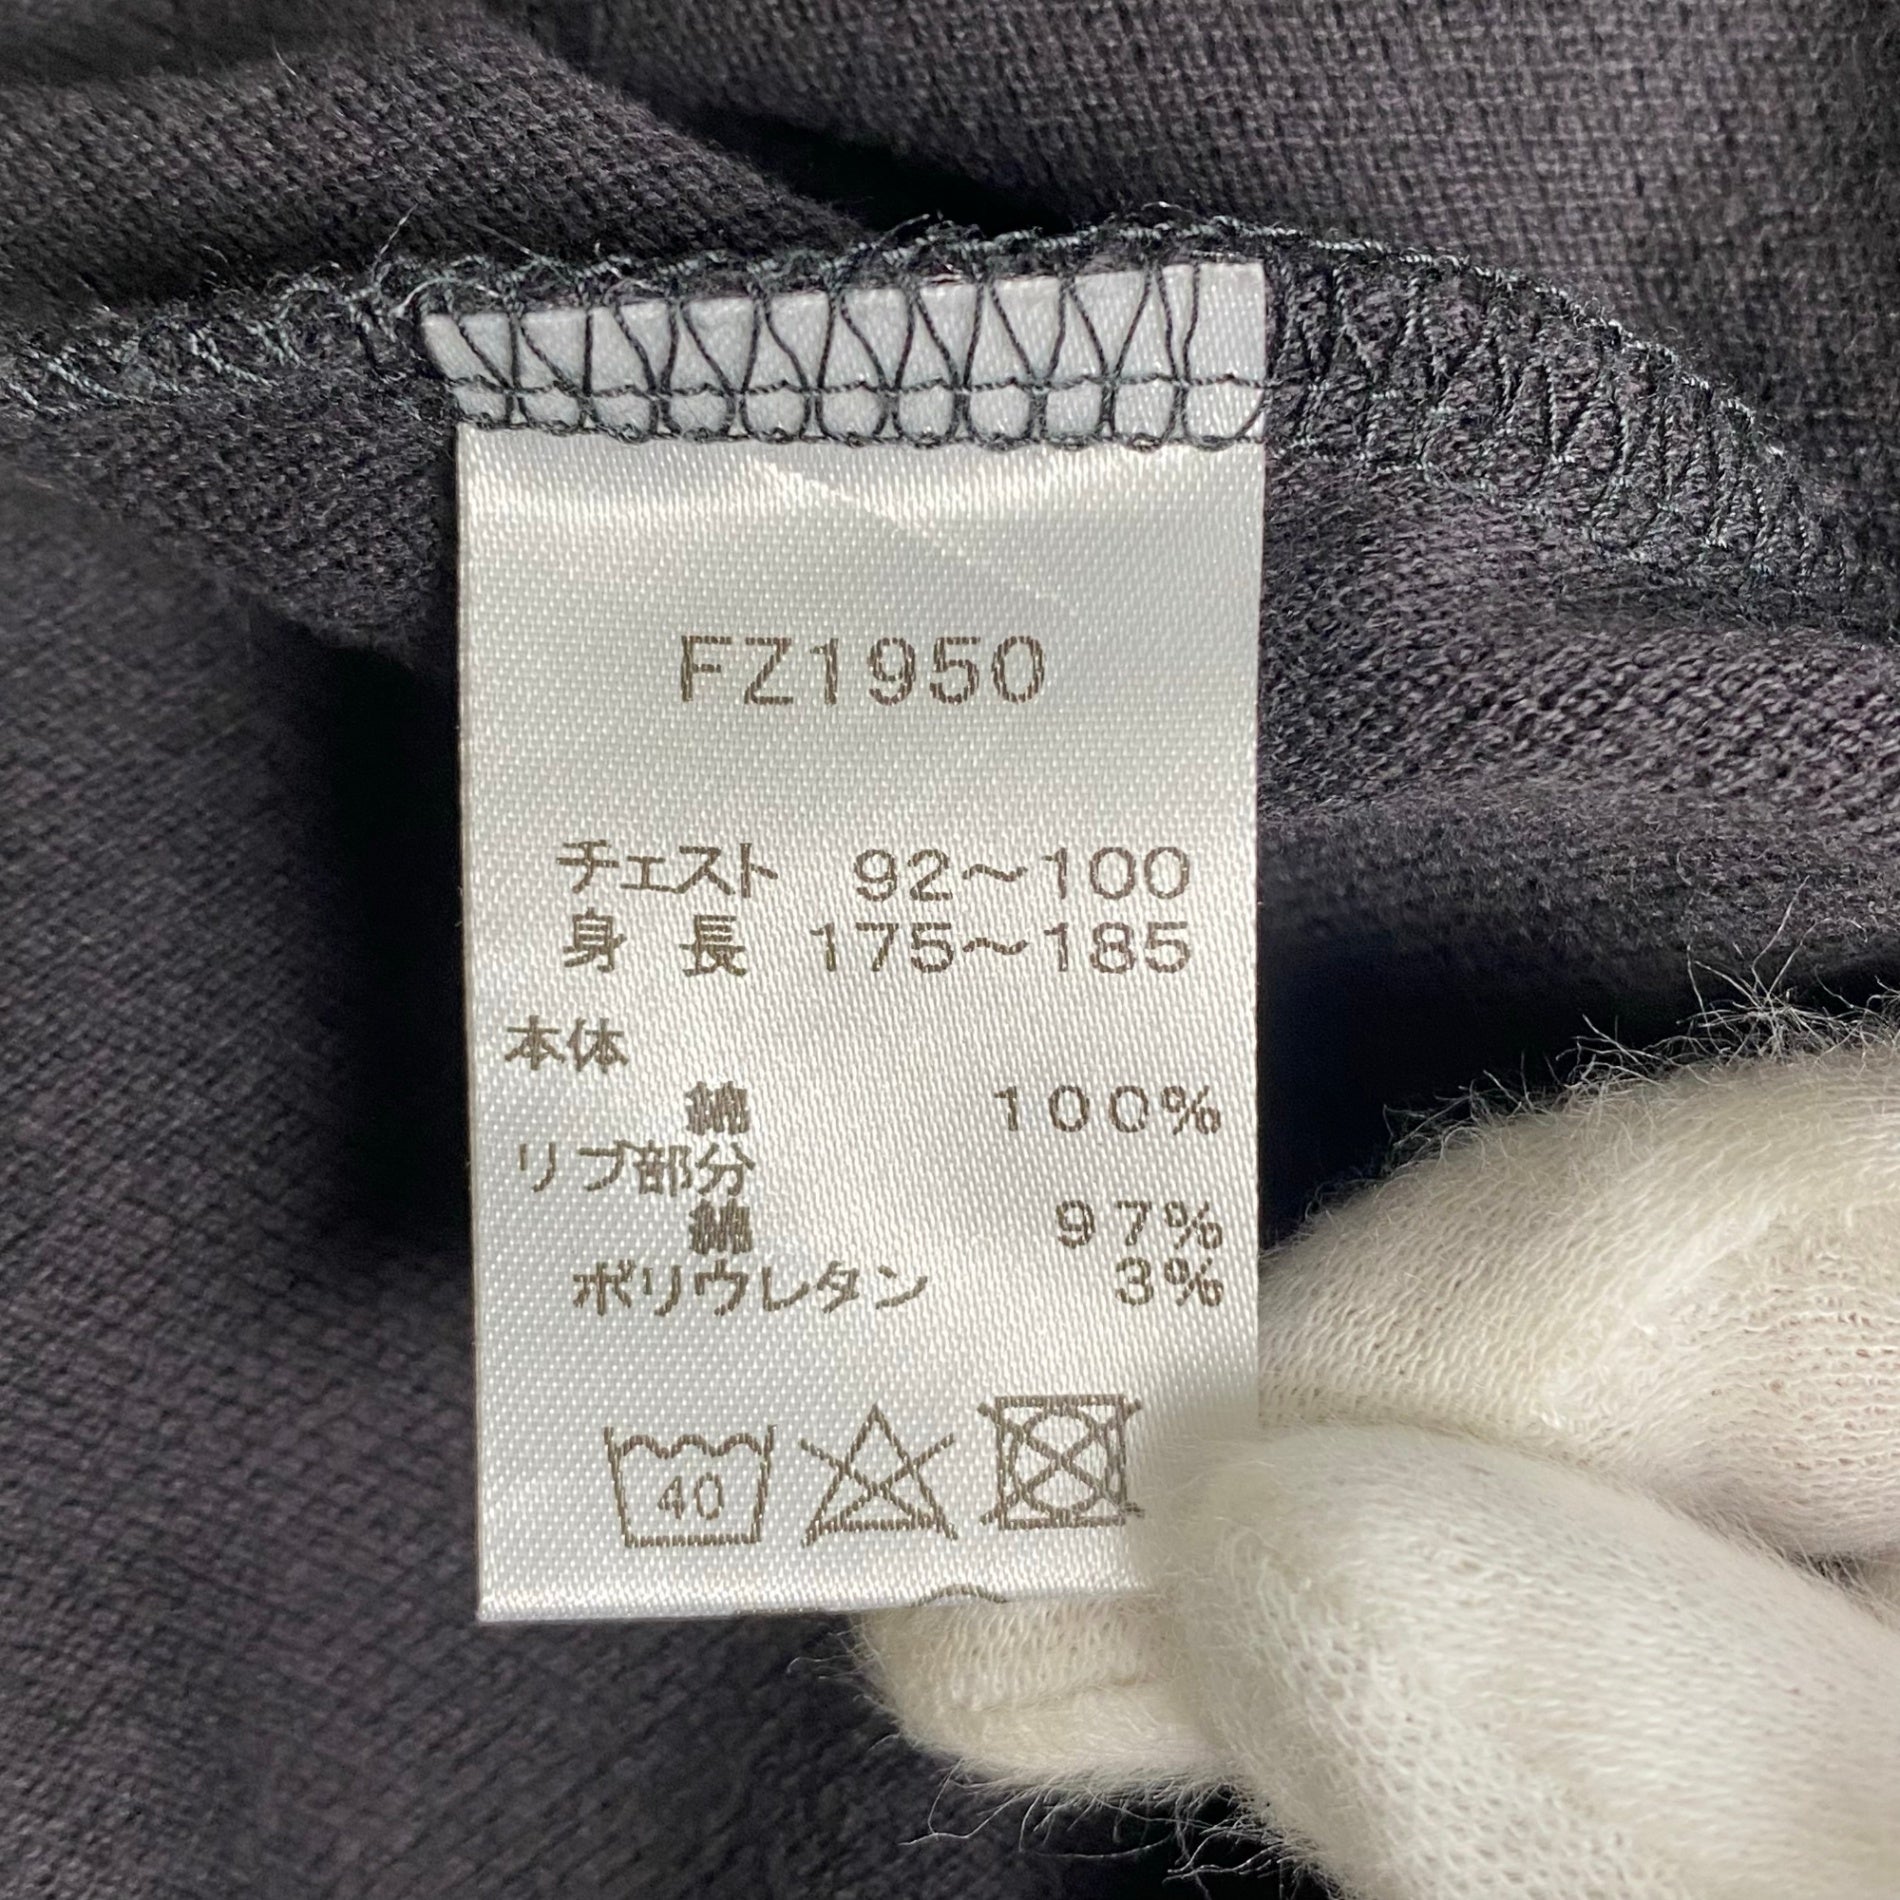 FZ1950
チェスト 92～100
身 長 175～185
本体
綿 100%
リブ部分
綿 97%
ポリウレタン 3%
40